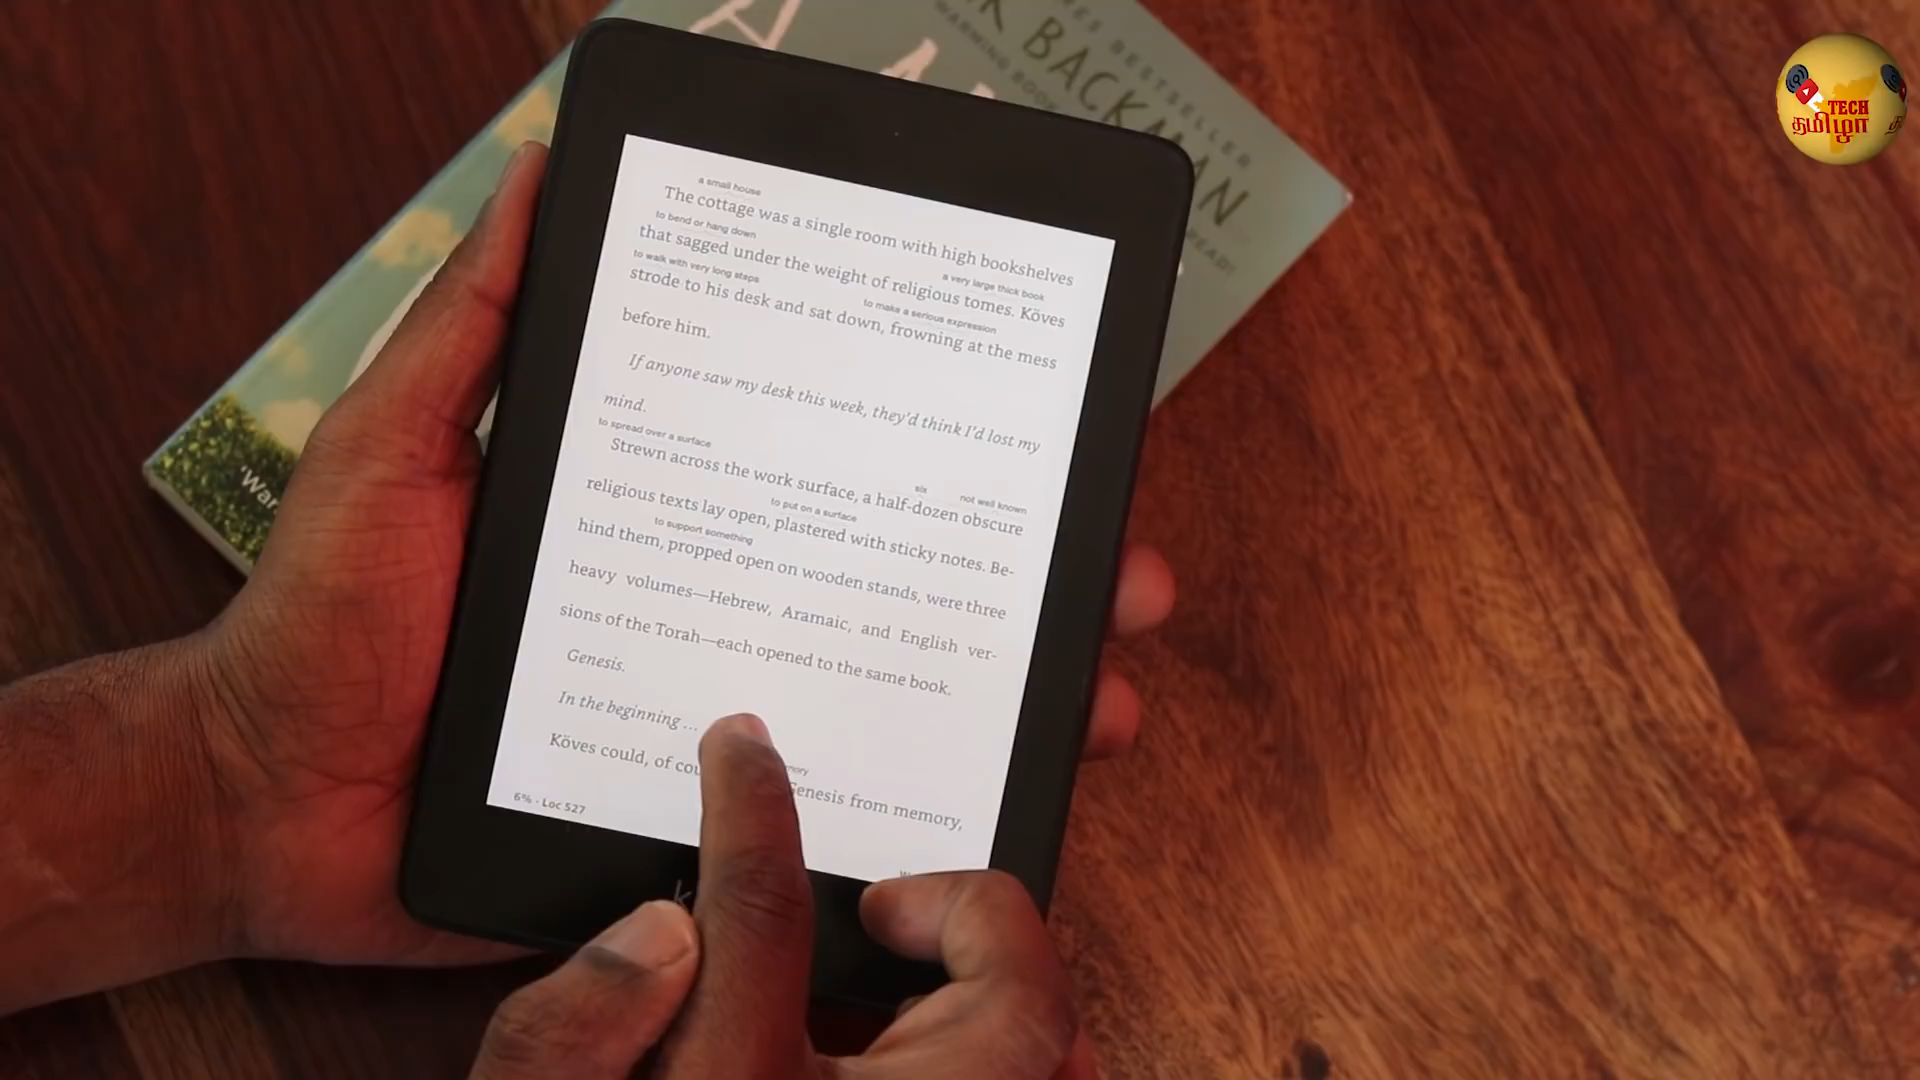 BESTSELLER
BACKMAN
WARMING BOOK
READ!
TECH
தமிழா
a small house
The cottage was a single room with high bookshelves
to bend or hang down
that sagged under the weight of religious tomes. Köves
a very large thick book
to walk with very long steps
strode to his desk and sat down, frowning at the mess
to make a serious expression
before him.
If anyone saw my desk this week, they'd think I'd lost my
mind.
to spread over a surface
Strewn across the work surface, a half-dozen obscure
six
not well known
religious texts lay open, plastered with sticky notes. Be-
to put on a surface
hind them, propped open on wooden stands, were three
to support something
heavy volumes—Hebrew, Aramaic, and English ver-
sions of the Torah—each opened to the same book.
Genesis.
In the beginning ...
Köves could, of Genesis from memory,
6% · Loc 527